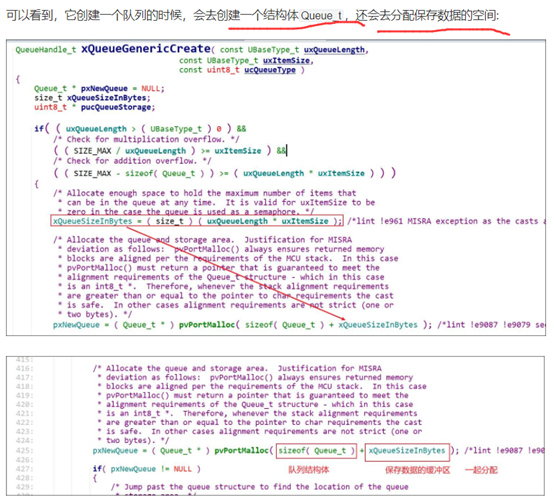 可以看到，它创建一个队列的时候，会去创建一个结构体Queue_t，还会去分配保存数据的空间:
QueueHandle_t xQueueGenericCreate( const UBaseType_t uxQueueLength,
const UBaseType_t uxItemSize,
const uint8_t ucQueueType )
{
Queue_t * pxNewQueue = NULL;
size_t xQueueSizeInBytes;
uint8_t * pucQueueStorage;
if( ( uxQueueLength > ( UBaseType_t ) 0 ) &&
/* Check for multiplication overflow. */
( ( SIZE_MAX / uxQueueLength ) >= uxItemSize ) &&
/* Check for addition overflow. */
( ( SIZE_MAX - sizeof( Queue_t ) ) >= ( uxQueueLength * uxItemSize ) ) )
{
/* Allocate enough space to hold the maximum number of items that
* can be in the queue at any time. It is valid for uxItemSize to be
* zero in the case the queue is used as a semaphore. */
xQueueSizeInBytes = ( size_t ) ( uxQueueLength * uxItemSize ); /*lint !e961 MISRA exception as the casts a
/* Allocate the queue and storage area. Justification for MISRA
* deviation as follows: pvPortMalloc() always ensures returned memory
* blocks are aligned per the requirements of the MCU stack. In this case
* pvPortMalloc() must return a pointer that is guaranteed to meet the
* alignment requirements of the Queue_t structure - which in this case
* is an int8_t *. Therefore, whenever the stack alignment requirements
* are greater than or equal to the pointer to char requirements the cast
* is safe. In other cases alignment requirements are not strict (one or
* two bytes). */
pxNewQueue = ( Queue_t * ) pvPortMalloc( sizeof( Queue_t ) + xQueueSizeInBytes ); /*lint !e9087 !e9079 se
415:
416: /* Allocate the queue and storage area. Justification for MISRA
417: * deviation as follows: pvPortMalloc() always ensures returned memory
418: * blocks are aligned per the requirements of the MCU stack. In this case
419: * pvPortMalloc() must return a pointer that is guaranteed to meet the
420: * alignment requirements of the Queue_t structure - which in this case
421: * is an int8_t *. Therefore, whenever the stack alignment requirements
422: * are greater than or equal to the pointer to char requirements the cast
423: * is safe. In other cases alignment requirements are not strict (one or
424: * two bytes). */
425: pxNewQueue = ( Queue_t * ) pvPortMalloc( sizeof( Queue_t ) + xQueueSizeInBytes ); /*lint !e9087 !e9
426: 队列结构体 保存数据的缓冲区 一起分配
427: if( pxNewQueue != NULL )
428: {
429: /* Jump past the queue structure to find the location of the queue